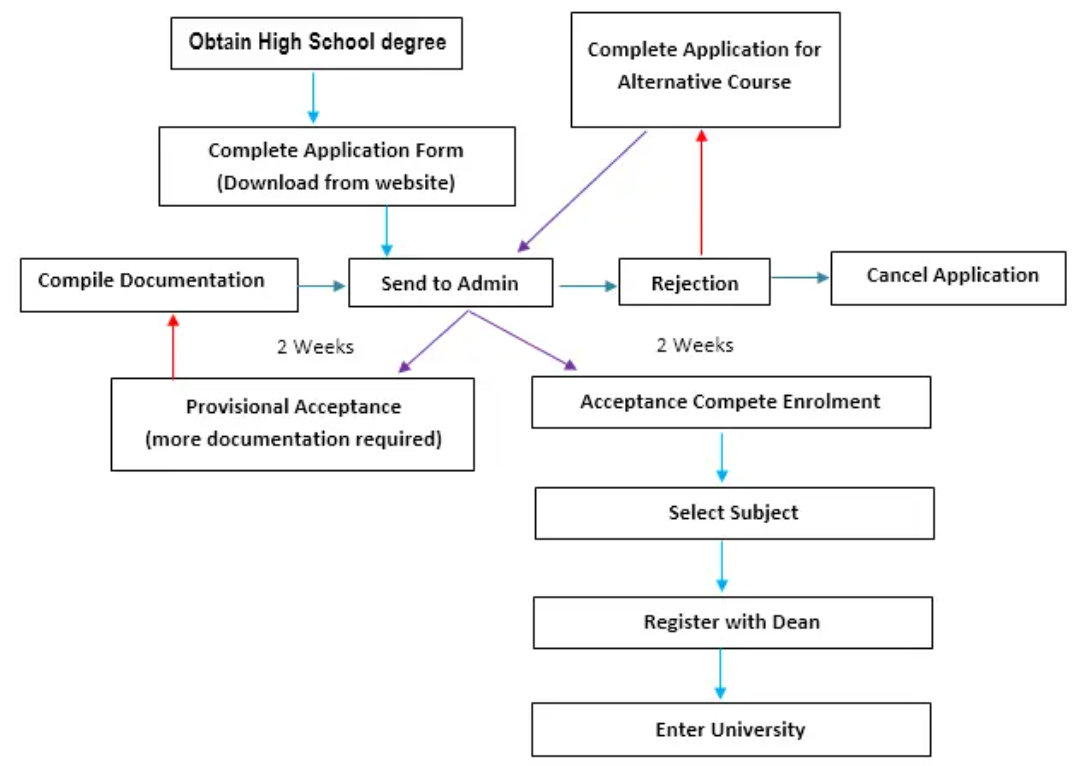 Obtain High School degree
Complete Application for
Alternative Course
Complete Application Form
(Download from website)
Compile Documentation
Send to Admin
Rejection
Cancel Application
2 Weeks
2 Weeks
Provisional Acceptance
(more documentation required)
Acceptance Compete Enrolment
Select Subject
Register with Dean
Enter University